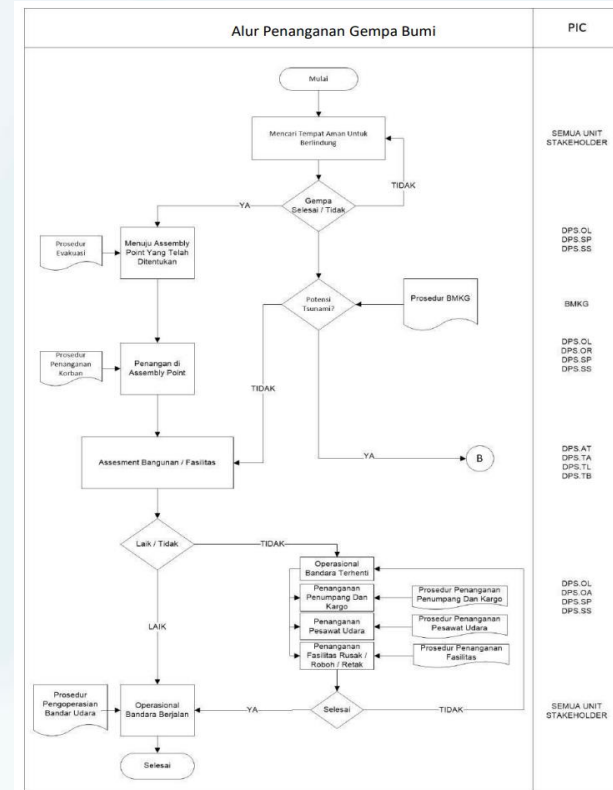 Alur Penanganan Gempa Bumi
PIC
Mulai
Mencari Tempat Aman Untuk
Berlindung
SEMUA UNIT
STAKEHOLDER
TIDAK
Gempa
Selesai / Tidak
YA
DPS.OL
DPS.SP
DPS.SS
Prosedur
Evakuasi
Menuju Assembly
Point Yang Telah
Ditentukan
Potensi
Tsunami?
Prosedur BMKG
BMKG
Prosedur
Penanganan
Korban
Penangan di
Assembly Point
TIDAK
DPS.OL
DPS.OR
DPS.SP
DPS.SS
Assesment Bangunan / Fasilitas
YA
B
DPS.AT
DPS.TA
DPS.TL
DPS.TB
Laik / Tidak
TIDAK
Operasional
Bandara Terhenti
Penanganan
Penumpang Dan
Kargo
Prosedur Penanganan
Penumpang Dan Kargo
Penanganan
Pesawat Udara
Prosedur Penanganan
Pesawat Udara
Penanganan
Fasilitas Rusak /
Roboh / Retak
Prosedur Penanganan
Fasilitas
DPS.OL
DPS.OA
DPS.SP
DPS.SS
LAIK
Prosedur
Pengoperasian
Bandar Udara
Operasional
Bandara Berjalan
YA
Selesai
TIDAK
SEMUA UNIT
STAKEHOLDER
Selesai